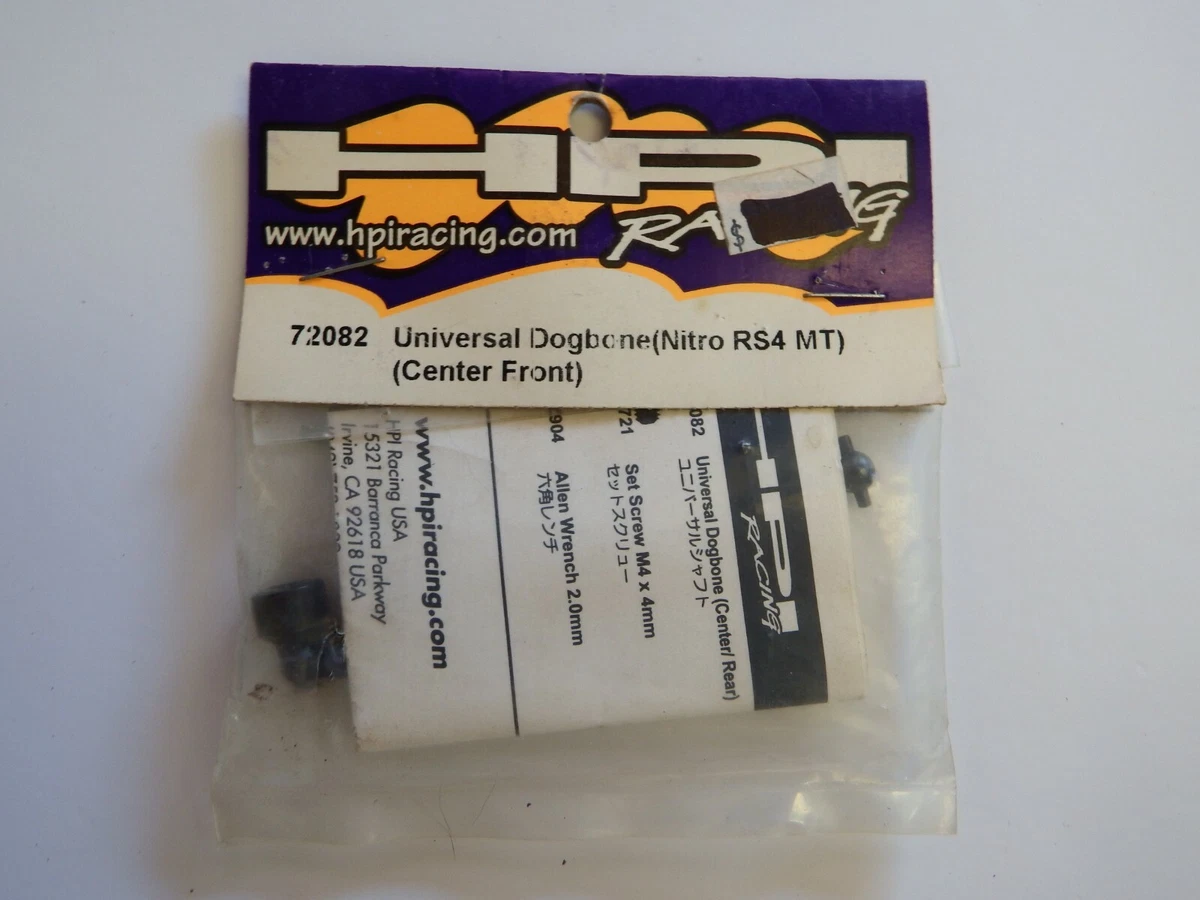 HPI
RACING
www.hpiracing.com
72082 Universal Dogbone(Nitro RS4 MT)
(Center Front)
HPI
RACING
082 Universal Dogbone (Center/ Rear)
ユニバーサルシャフト
721 Set Screw M4 x 4mm
セットスクリュー
904 Allen Wrench 2.0mm
六角レンチ
www.hpiracing.com
HPI Racing USA
15321 Barranca Parkway
Irvine, CA 92618 USA